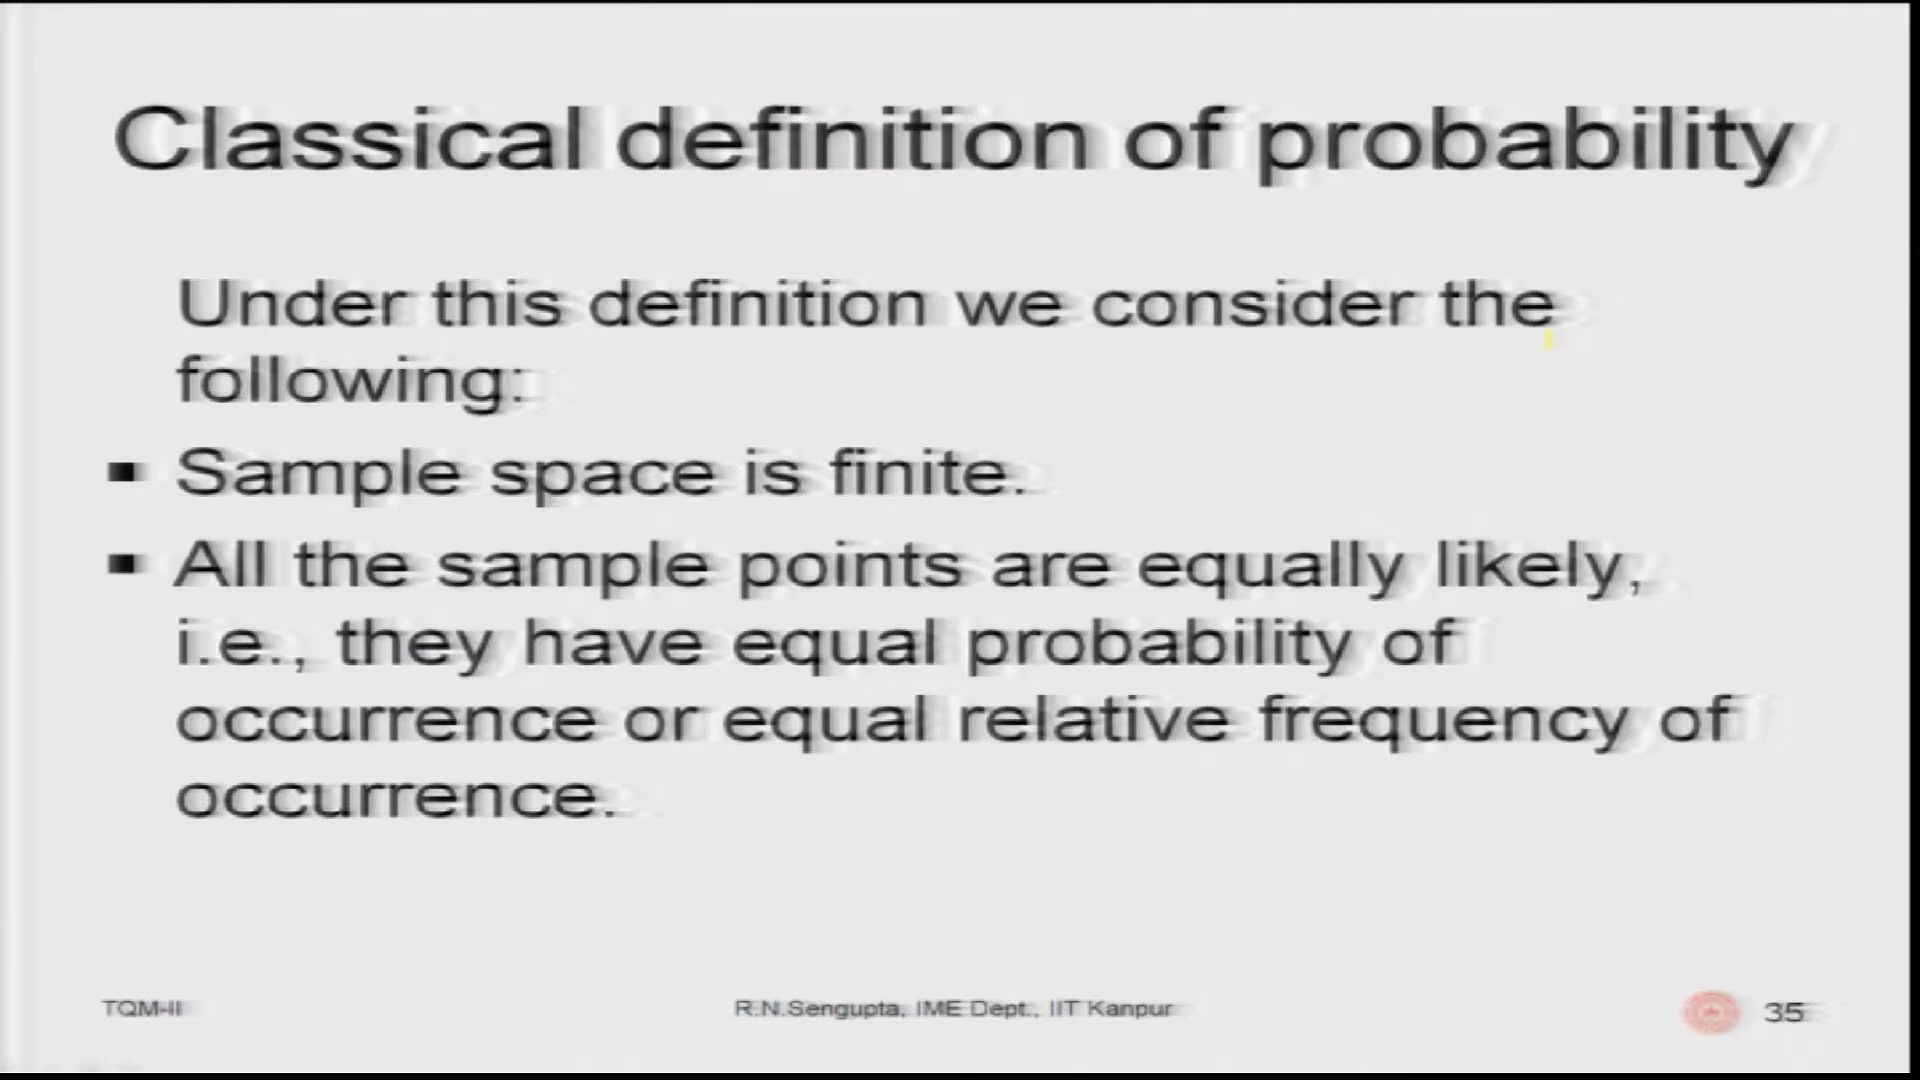 Classical definition of probability
Under this definition we consider the
following:
▪ Sample space is finite.
▪ All the sample points are equally likely,
i.e., they have equal probability of
occurrence or equal relative frequency of
occurrence.
TQM-II
R.N.Sengupta, IME Dept., IIT Kanpur
35